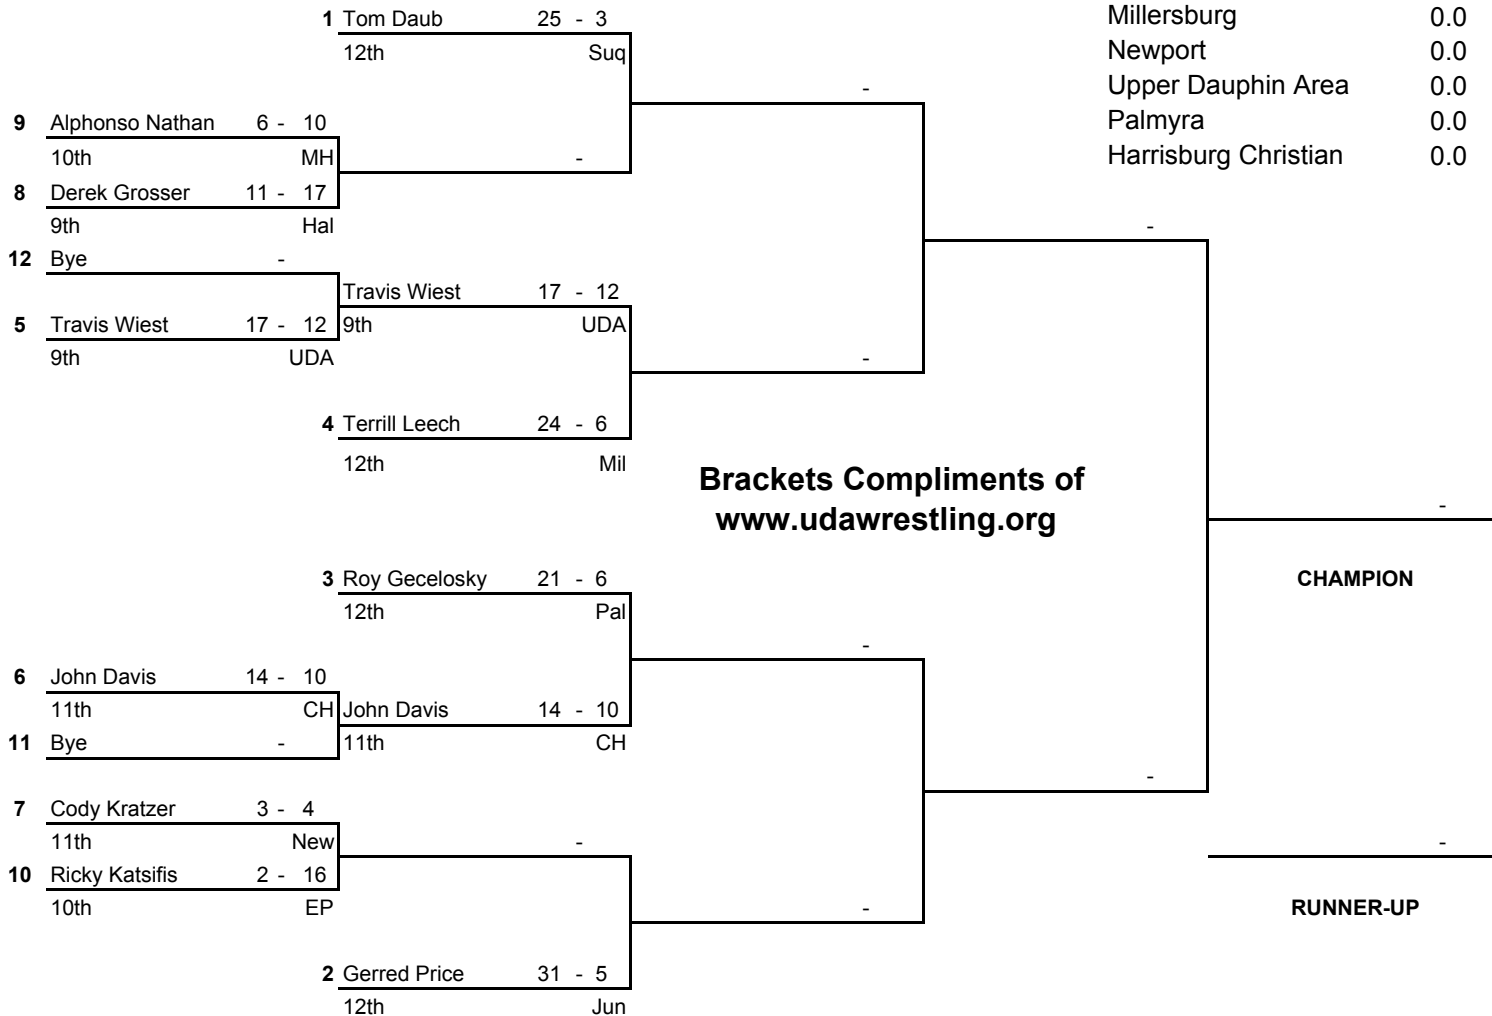 1 Tom Daub 25 - 3
12th Suq
Millersburg 0.0
Newport 0.0
Upper Dauphin Area 0.0
Palmyra 0.0
Harrisburg Christian 0.0
-
9 Alphonso Nathan 6 - 10
10th MH
-
8 Derek Grosser 11 - 17
9th Hal
-
12 Bye -
Travis Wiest 17 - 12
9th UDA
5 Travis Wiest 17 - 12
9th UDA
-
4 Terrill Leech 24 - 6
12th Mil
Brackets Compliments of
www.udawrestling.org
-
CHAMPION
3 Roy Gecelosky 21 - 6
12th Pal
-
6 John Davis 14 - 10
11th CH
John Davis 14 - 10
11th CH
11 Bye -
-
7 Cody Kratzer 3 - 4
11th New
-
10 Ricky Katsifis 2 - 16
10th EP
-
-
RUNNER-UP
2 Gerred Price 31 - 5
12th Jun